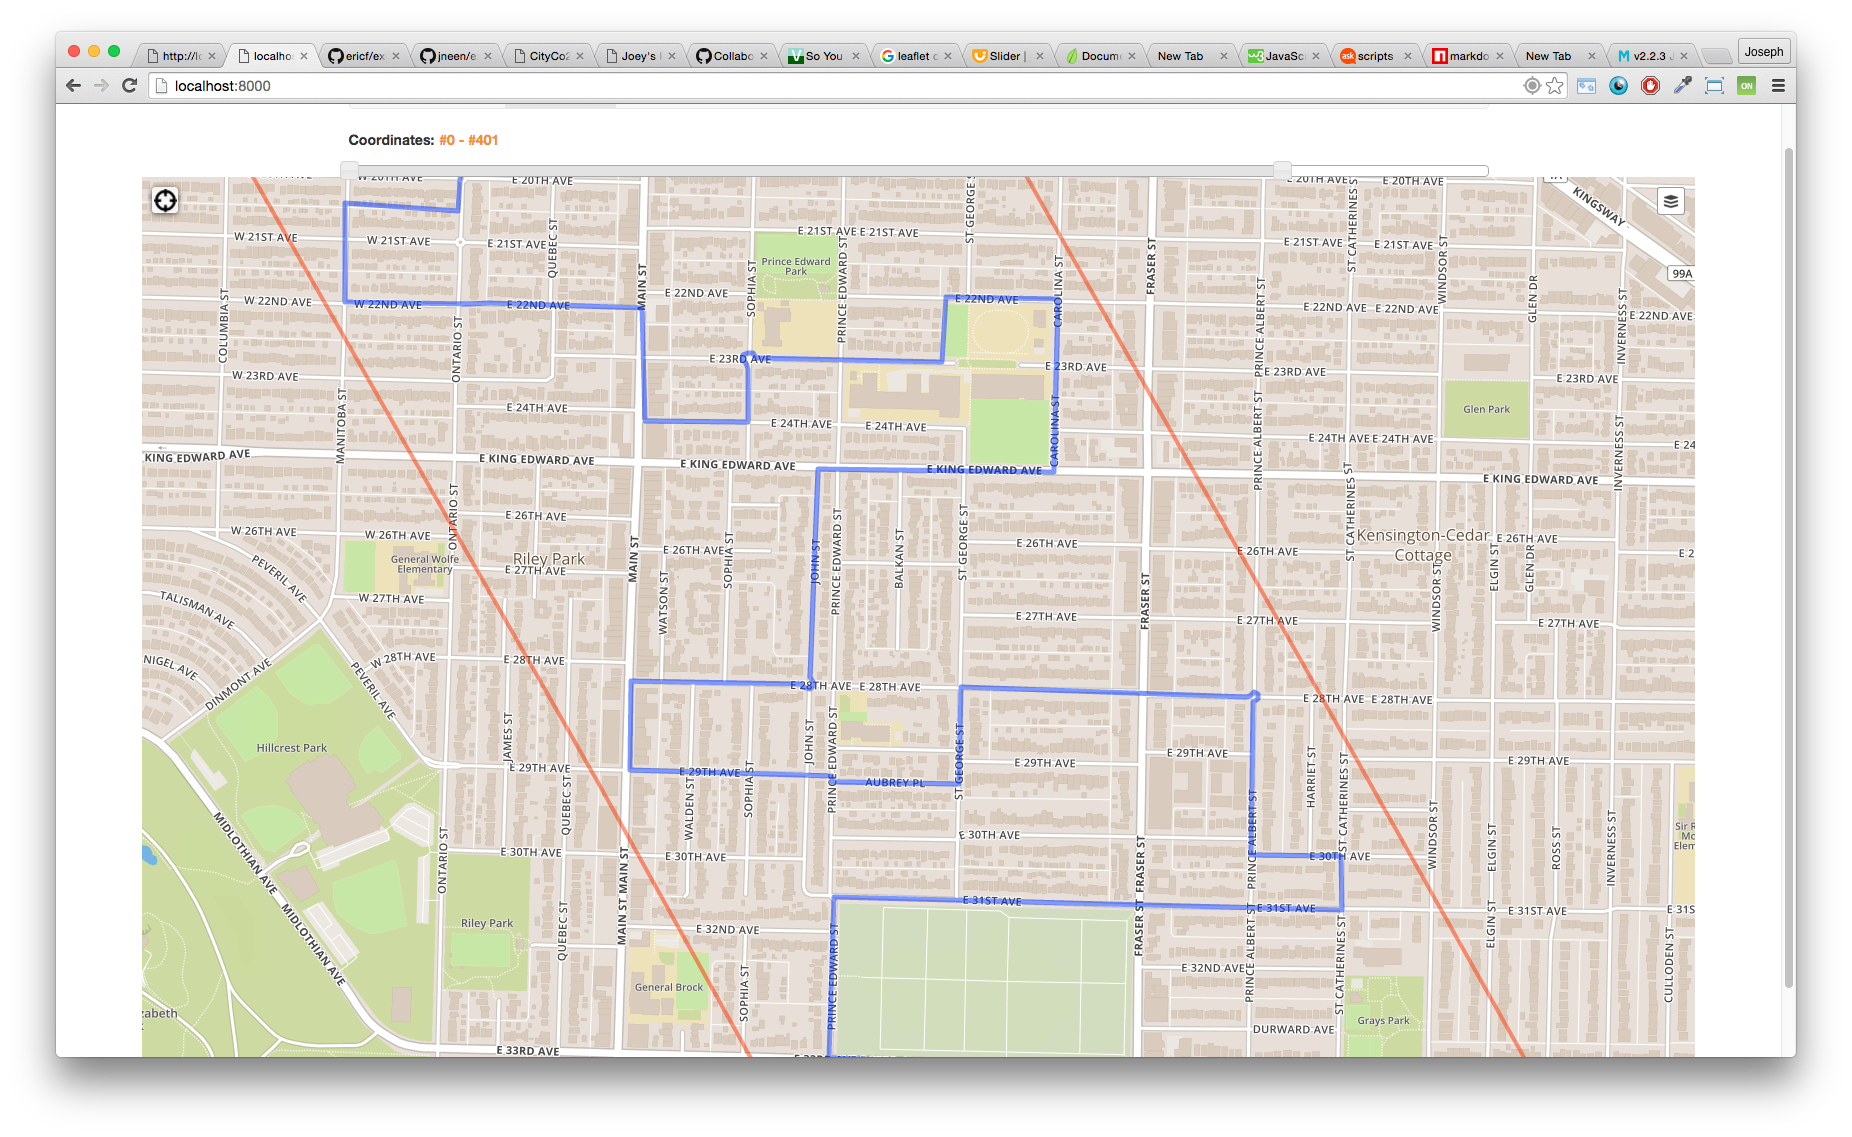 http://lo
localhos
ericf/ex
jneen/e
CityCo2
Joey's
Collabo
So You
leaflet c
Slider |
Docum
New Tab
JavaSc
scripts
markdo
New Tab
v2.2.3
Joseph
localhost:8000
ON
Coordinates: #0 - #401
E 20TH AVE
E 20TH AVE
KINGSWAY
W 21ST AVE
W 21ST AVE
E 21ST AVE
QUEBEC ST
E 21ST AVE E 21ST AVE
ST GEORGE S
FRASER ST
E 21ST AVE
ST CATHERINES S
E 21ST AVE
WINDSOR ST
99A
Prince Edward
Park
PRINCE EDWARD ST
SOPHIA ST
MAIN ST
CAROLINA ST
PRINCE ALBERT ST
GLEN DR
INVERNESS ST
COLUMBIA ST
W 22ND AVE
W 22ND AVE
E 22ND AVE
E 22ND AVE
E 22ND AVE
E 22ND AVE
E 22ND AVE
E 22ND AVE
ONTARIO ST
W 23RD AVE
E 23RD AVE
E 23RD AVE
E 23RD AVE
E 23RD AVE
MANITOBA ST
E 24TH AVE
E 24TH AVE
E 24TH AVE
CAROLINA ST
PRINCE ALBERT ST
E 24TH AVE E 24TH AVE
E 24
Glen Park
INVERNESS ST
KING EDWARD AVE
E KING EDWARD AVE
E KING EDWARD AVE
E KING EDWARD AVE
E KING EDWARD AVE
ONTARIO ST
ST CATHERINES ST
W 26TH AVE
W 26TH AVE
E 26TH AVE
E 26TH AVE
E 26TH AVE
E 26TH AVE
E 26TH AVE
E 2
Kensington-Cedar
Cottage
General Wolfe
Elementary
Riley Park
PEVERIL AVE
MAIN ST
SOPHIA ST
JOHN ST
PRINCE EDWARD ST
BALKAN ST
ST GEORGE ST
FRASER ST
ELGIN ST
GLEN DR
WINDSOR ST
TALISMAN AVE
W 27TH AVE
E 27TH AVE
WATSON ST
E 27TH AVE
E 27TH AVE
E 27TH AVE
NIGEL AVE
DINMONT AVE
PEVERIL AVE
W 28TH AVE
E 28TH AVE
E 28TH AVE E 28TH AVE
E 28TH AVE E 28TH AVE
Hillcrest Park
JAMES ST
JOHN ST
PRINCE EDWARD ST
ST GEORGE ST
E 29TH AVE
E 29TH AVE
E 29TH AVE
E 29TH AVE
E 29TH AVE
AUBREY PL
HARRIET ST
ST CATHERINES ST
QUEBEC ST
WALDEN ST
SOPHIA ST
PRINCE ALBERT ST
WINDSOR ST
ELGIN ST
ROSS ST
INVERNESS ST
Sir R
Mc
Elem
MIDLOTHIAN AVE
ONTARIO ST
E 30TH AVE
E 30TH AVE
E 30TH AVE
E 30TH AVE
MAIN ST MAIN ST
FRASER ST FRASER ST
E 31ST AVE
E 31ST AVE
E 31ST AVE
E 31S
MIDLOTHIAN AVE
Riley Park
QUEBEC ST
E 32ND AVE
PRINCE EDWARD ST
PRINCE ALBERT ST
ST CATHERINES ST
ELGIN ST
CULLODEN ST
E 32ND AVE
General Brock
SOPHIA ST
zabeth
Grays Park
DURWARD AVE
E 33RD AVE